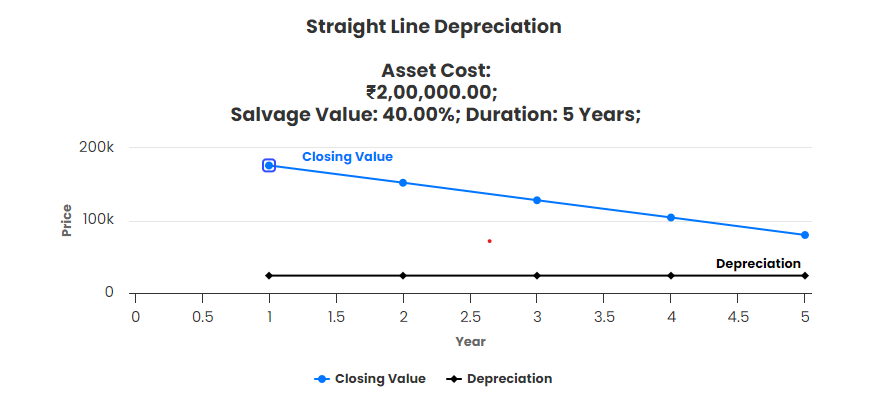 Straight Line Depreciation
Asset Cost:
₹2,00,000.00;
Salvage Value: 40.00%; Duration: 5 Years;
200k
Closing Value
Price
100k
Depreciation
0
0 0.5 1 1.5 2 2.5 3 3.5 4 4.5 5
Year
Closing Value Depreciation